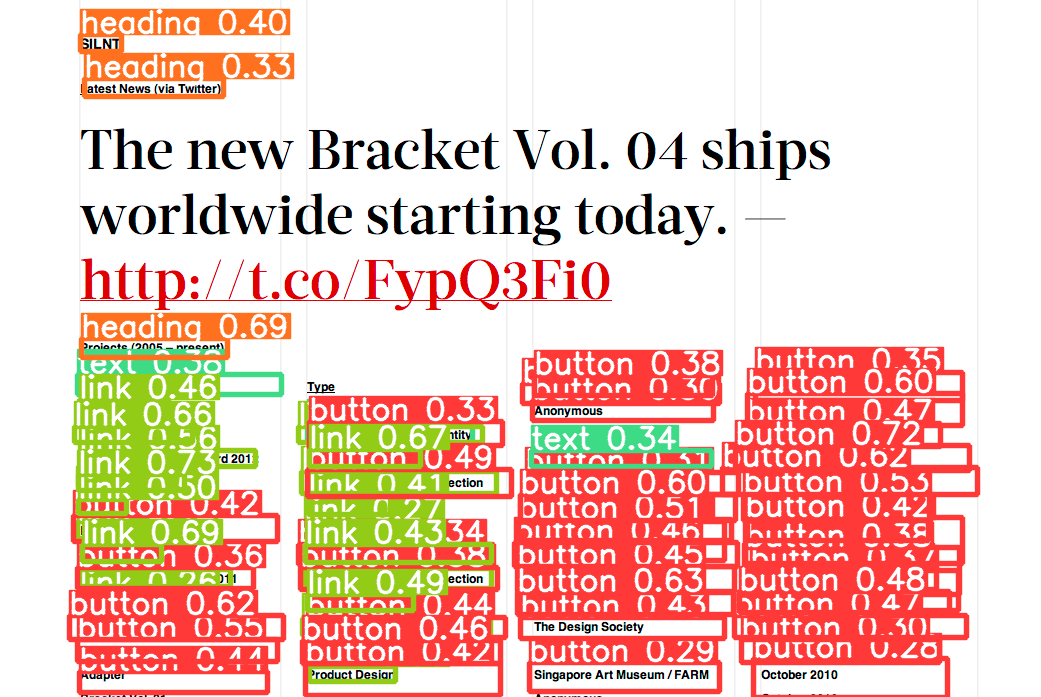 heading 0.40
SILNT
heading 0.33
Latest News (via Twitter)
The new Bracket Vol. 04 ships
worldwide starting today. —
http://t.co/FypQ3Fi0
heading 0.69
Projects (2005 – present)
text 0.38
button 0.38
button 0.35
link 0.46
Type
button 0.30
button 0.60
link 0.66
button 0.33
Anonymous
button 0.47
link 0.56
link 0.67
text 0.34
button 0.72
link 0.73
button 0.49
button 0.31
button 0.62
link 0.50
link 0.41
ection
button 0.60
button 0.53
button 0.42
link 0.27
button 0.51
button 0.42
link 0.69
link 0.43
button 0.46
button 0.38
button 0.36
button 0.38
button 0.45
button 0.37
link 0.26
link 0.49
ection
button 0.63
button 0.48
button 0.62
button 0.44
button 0.43
button 0.47
button 0.55
button 0.46
The Design Society
button 0.30
button 0.44
button 0.42
button 0.29
button 0.28
Adapter
Product Design
Singapore Art Museum / FARM
October 2010